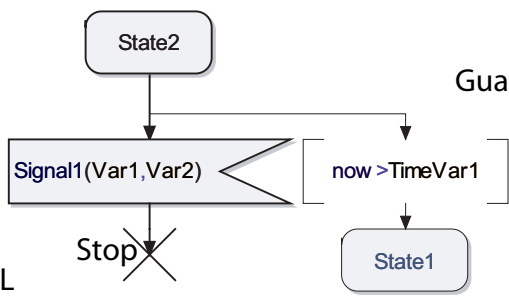 State2
Gua
Signal1(Var1,Var2)
now >TimeVar1
Stop
State1
L